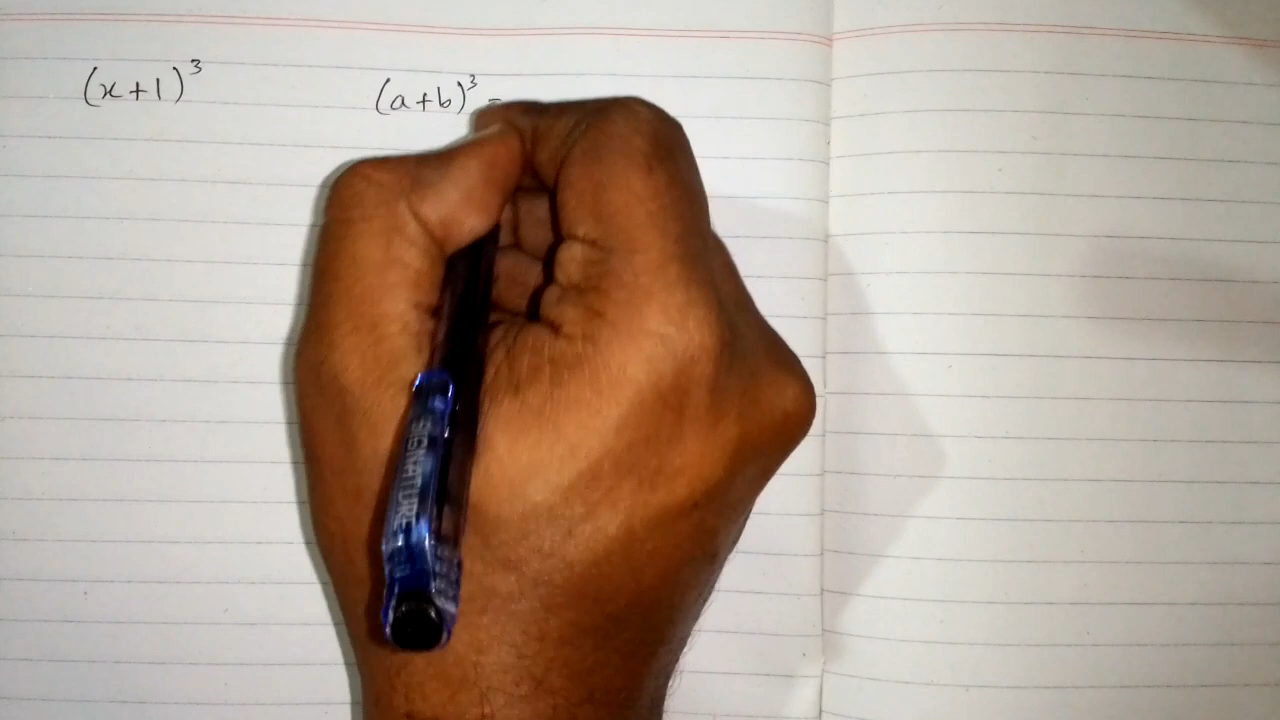 (x+1)³ (a+b)³ =
SIGNATURE